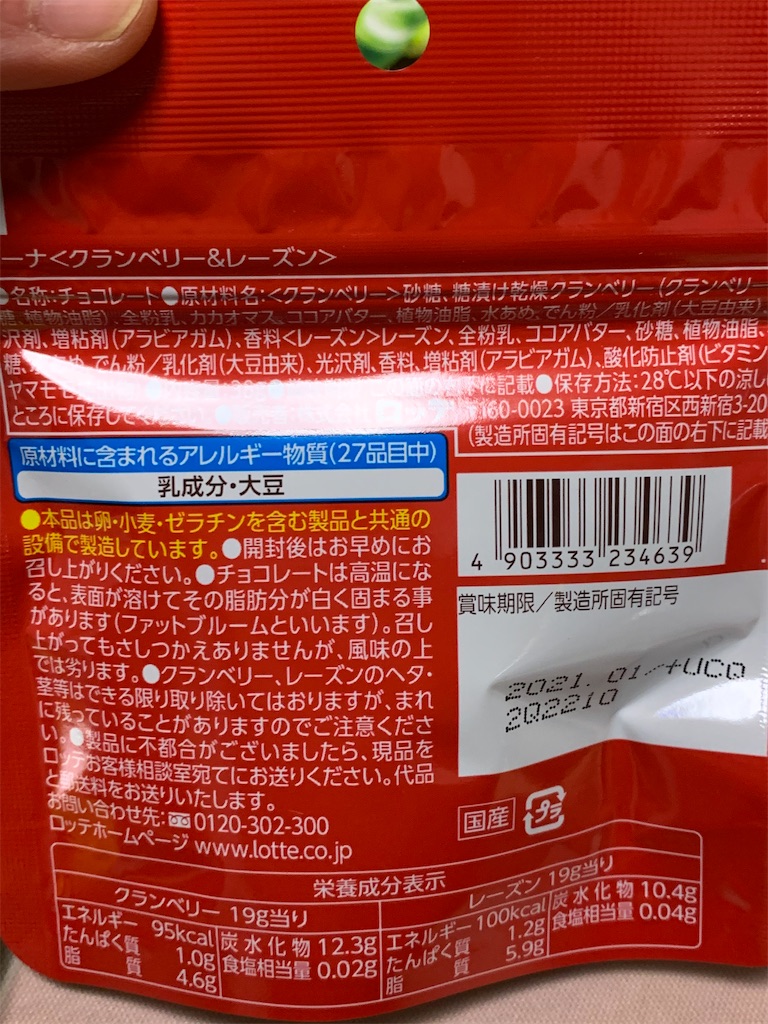 ーナ<クランベリー&レーズン>
●名称:チョコレート●原材料名:<クランベリー>砂糖、糖漬け乾燥クランベリー(クランベリー
糖、植物油脂)、全粉乳、カカオマス、ココアバター、植物油脂、水あめ、でん粉/乳化剤(大豆由来)
沢剤、増粘剤(アラビアガム)、香料<レーズン>レーズン、全粉乳、ココアバター、砂糖、植物油脂、
でん粉/乳化剤(大豆由来)、光沢剤、香料、増粘剤(アラビアガム)、酸化防止剤(ビタミン
ヤマモモ 記載●保存方法:28℃以下の涼し
ところに保存して 〒160-0023 東京都新宿区西新宿3-20
(製造所固有記号はこの面の右下に記載
原材料に含まれるアレルギー物質(27品目中)
乳成分・大豆
●本品は卵・小麦・ゼラチンを含む製品と共通の
設備で製造しています。●開封後はお早めにお
召し上がりください。●チョコレートは高温にな
ると、表面が溶けてその脂肪分が白く固まる事
があります(ファットブルームといいます)。召し
上がってもさしつかえありませんが、風味の上
では劣ります。●クランベリー、レーズンのヘタ・
茎等はできる限り取り除いてはおりますが、まれ
に残っていることがありますのでご注意くださ
い。●製品に不都合がございましたら、現品を
ロッテお客様相談室宛てにお送りください。代品
と郵送料をお送りいたします。
お問い合わせ先:0120-302-300
ロッテホームページ www.lotte.co.jp
4 903333 234639
賞味期限/製造所固有記号
2021.01/+UCQ
2Q2210
国産 プラ
栄養成分表示
クランベリー 19g当り
エネルギー 95kcal
たんぱく質 1.0g
脂質 4.6g
炭水化物 12.3g
食塩相当量 0.02g
レーズン 19g当り
エネルギー 100kcal
たんぱく質 1.2g
脂質 5.9g
炭水化物 10.4g
食塩相当量 0.04g